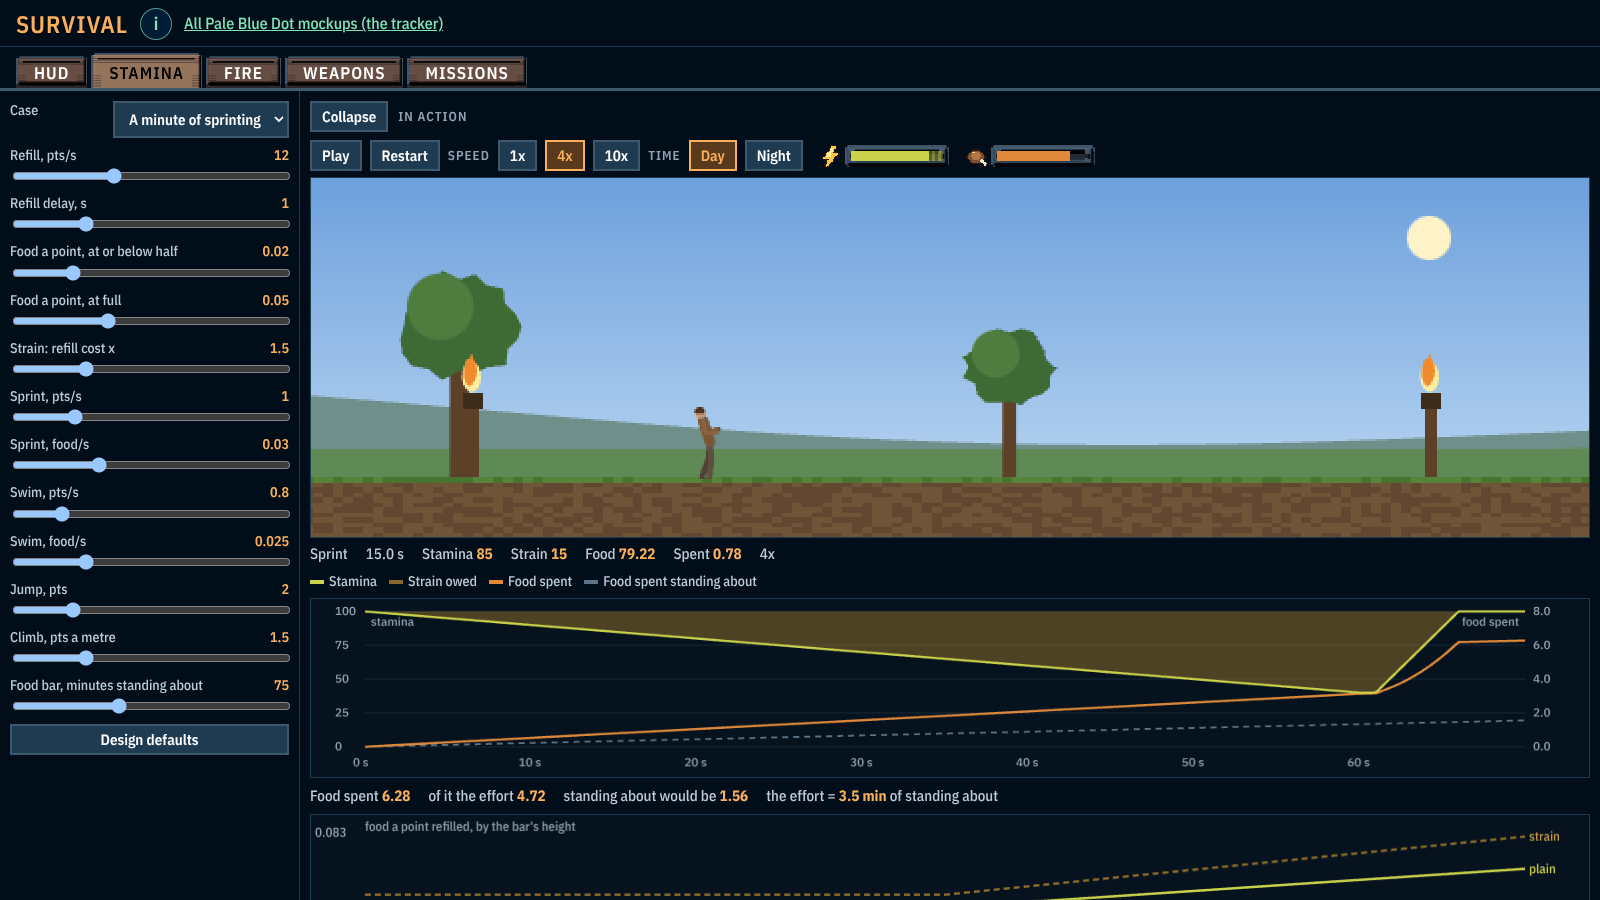 SURVIVAL i All Pale Blue Dot mockups (the tracker)
HUD STAMINA FIRE WEAPONS MISSIONS
Case A minute of sprinting
Refill, pts/s 12
Refill delay, s 1
Food a point, at or below half 0.02
Food a point, at full 0.05
Strain: refill cost x 1.5
Sprint, pts/s 1
Sprint, food/s 0.03
Swim, pts/s 0.8
Swim, food/s 0.025
Jump, pts 2
Climb, pts a metre 1.5
Food bar, minutes standing about 75
Design defaults
Collapse IN ACTION
Play Restart SPEED 1x 4x 10x TIME Day Night
Sprint 15.0 s Stamina 85 Strain 15 Food 79.22 Spent 0.78 4x
Stamina Strain owed Food spent Food spent standing about
100 8.0
stamina food spent
75 6.0
50 4.0
25 2.0
0 0.0
0 s 10 s 20 s 30 s 40 s 50 s 60 s
Food spent 6.28 of it the effort 4.72 standing about would be 1.56 the effort = 3.5 min of standing about
0.083 food a point refilled, by the bar's height
strain
plain